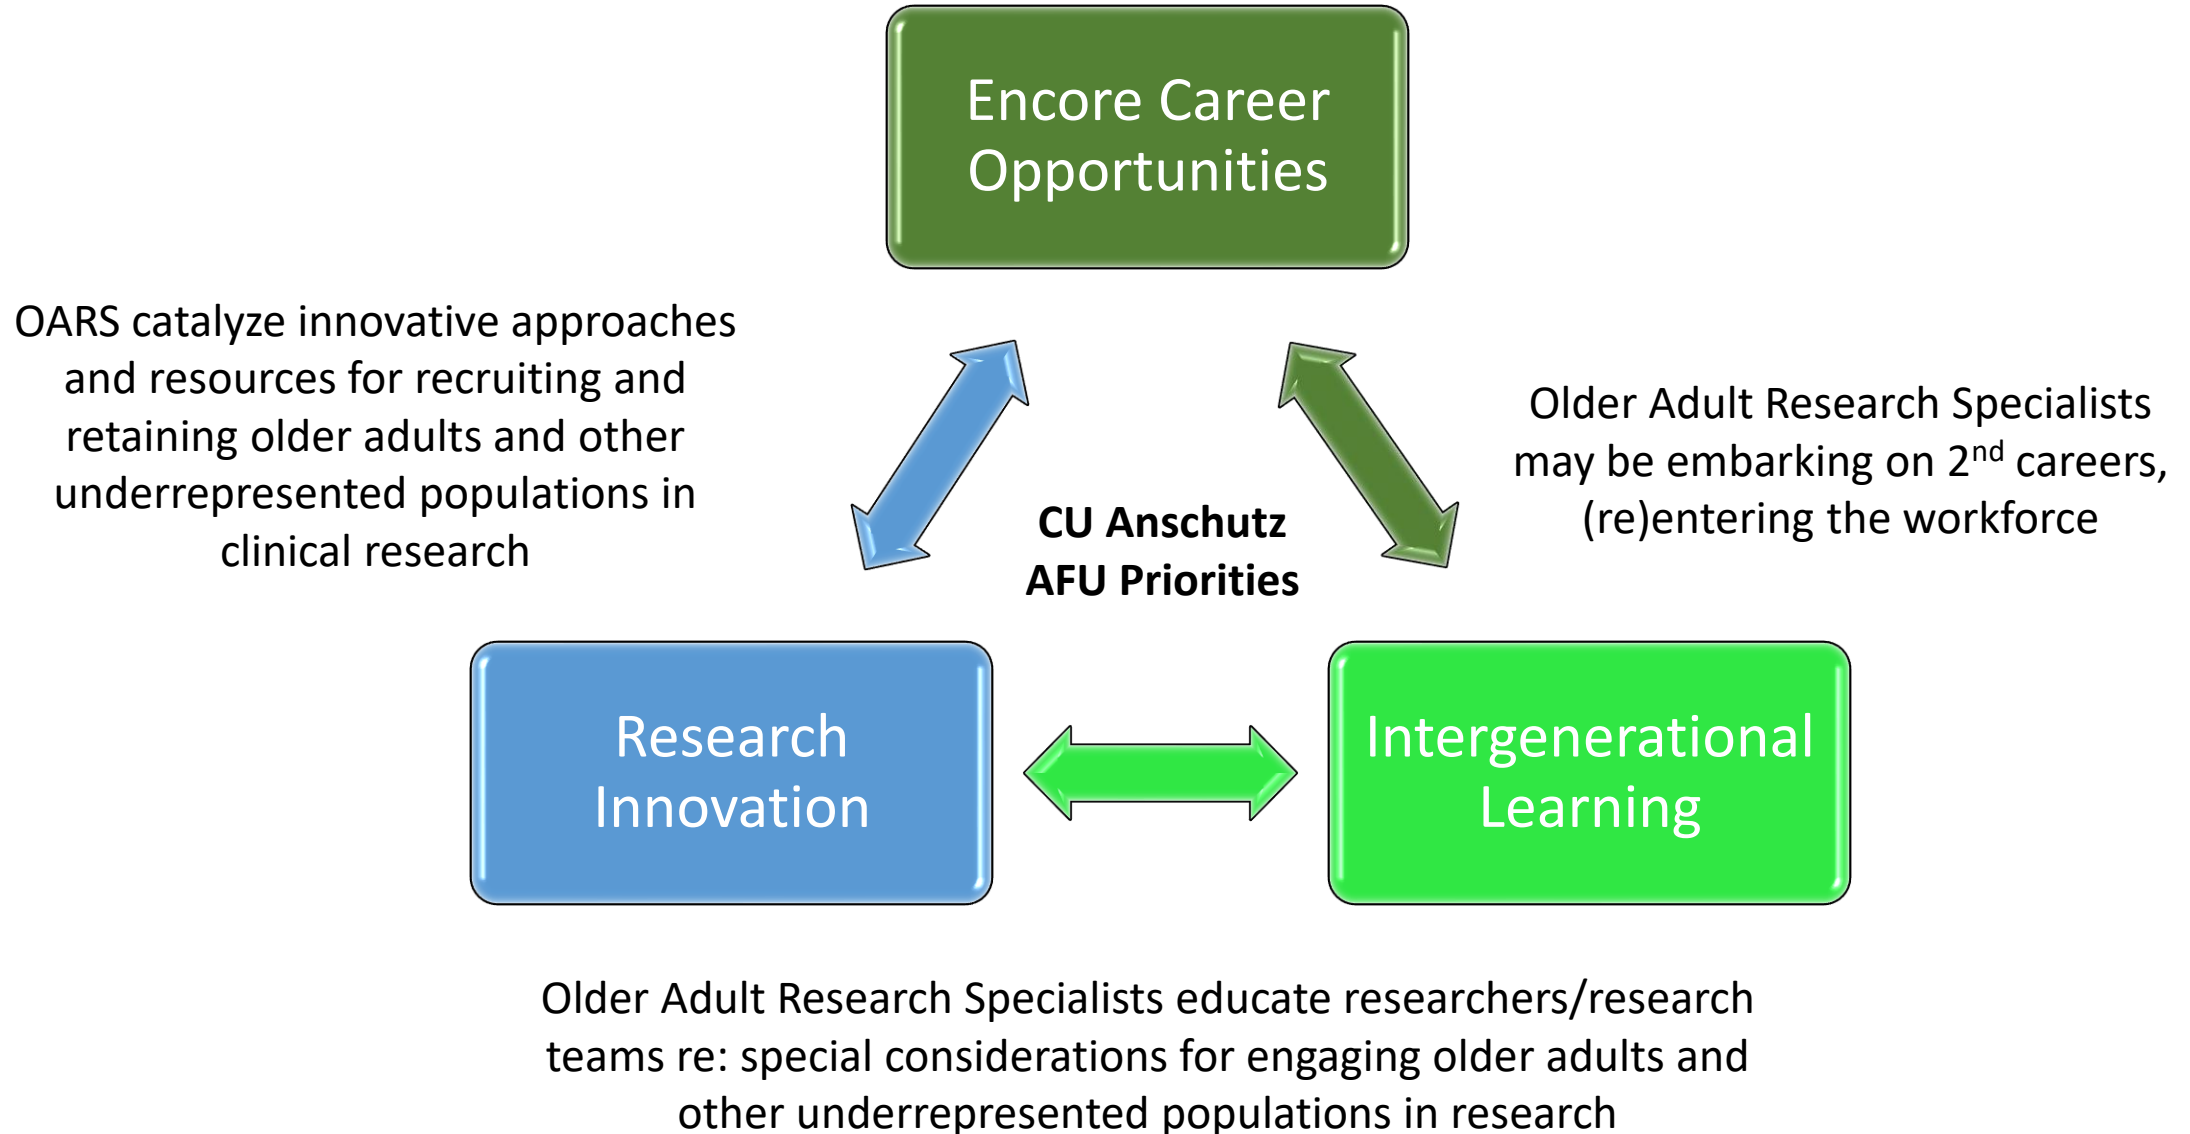 Encore Career
Opportunities
OARS catalyze innovative approaches
and resources for recruiting and
retaining older adults and other
underrepresented populations in
clinical research
Older Adult Research Specialists
may be embarking on 2nd careers,
(re)entering the workforce
CU Anschutz
AFU Priorities
Research
Innovation
Intergenerational
Learning
Older Adult Research Specialists educate researchers/research
teams re: special considerations for engaging older adults and
other underrepresented populations in research